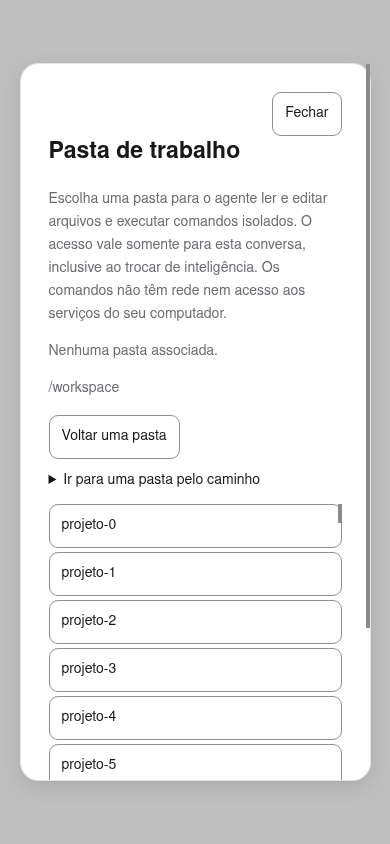 Fechar
Pasta de trabalho
Escolha uma pasta para o agente ler e editar
arquivos e executar comandos isolados. O
acesso vale somente para esta conversa,
inclusive ao trocar de inteligência. Os
comandos não têm rede nem acesso aos
serviços do seu computador.
Nenhuma pasta associada.
/workspace
Voltar uma pasta
Ir para uma pasta pelo caminho
projeto-0
projeto-1
projeto-2
projeto-3
projeto-4
projeto-5